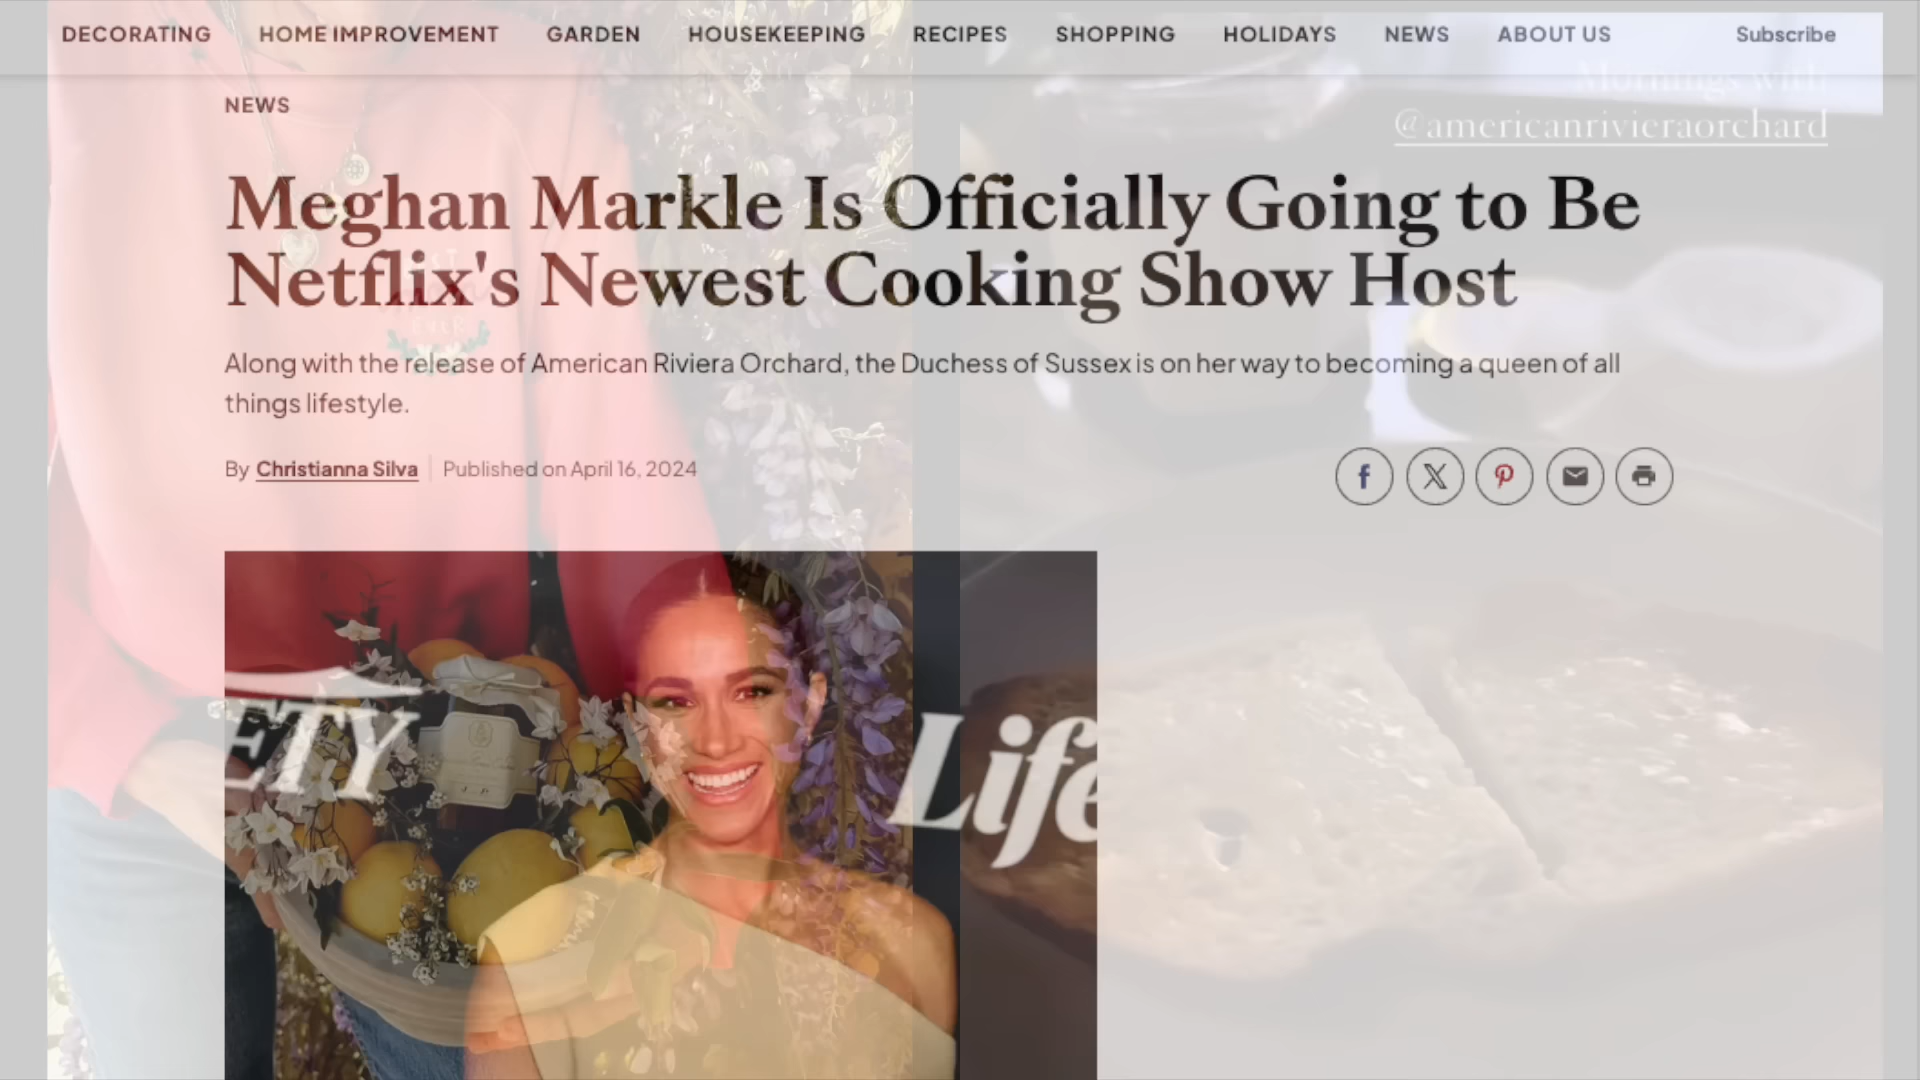 DECORATING HOME IMPROVEMENT GARDEN HOUSEKEEPING RECIPES SHOPPING HOLIDAYS NEWS ABOUT US Subscribe
Mornings with
@americanrivieraorchard
NEWS
Meghan Markle Is Officially Going to Be
Netflix's Newest Cooking Show Host
Along with the release of American Riviera Orchard, the Duchess of Sussex is on her way to becoming a queen of all
things lifestyle.
By Christianna Silva Published on April 16, 2024
ETY
Life